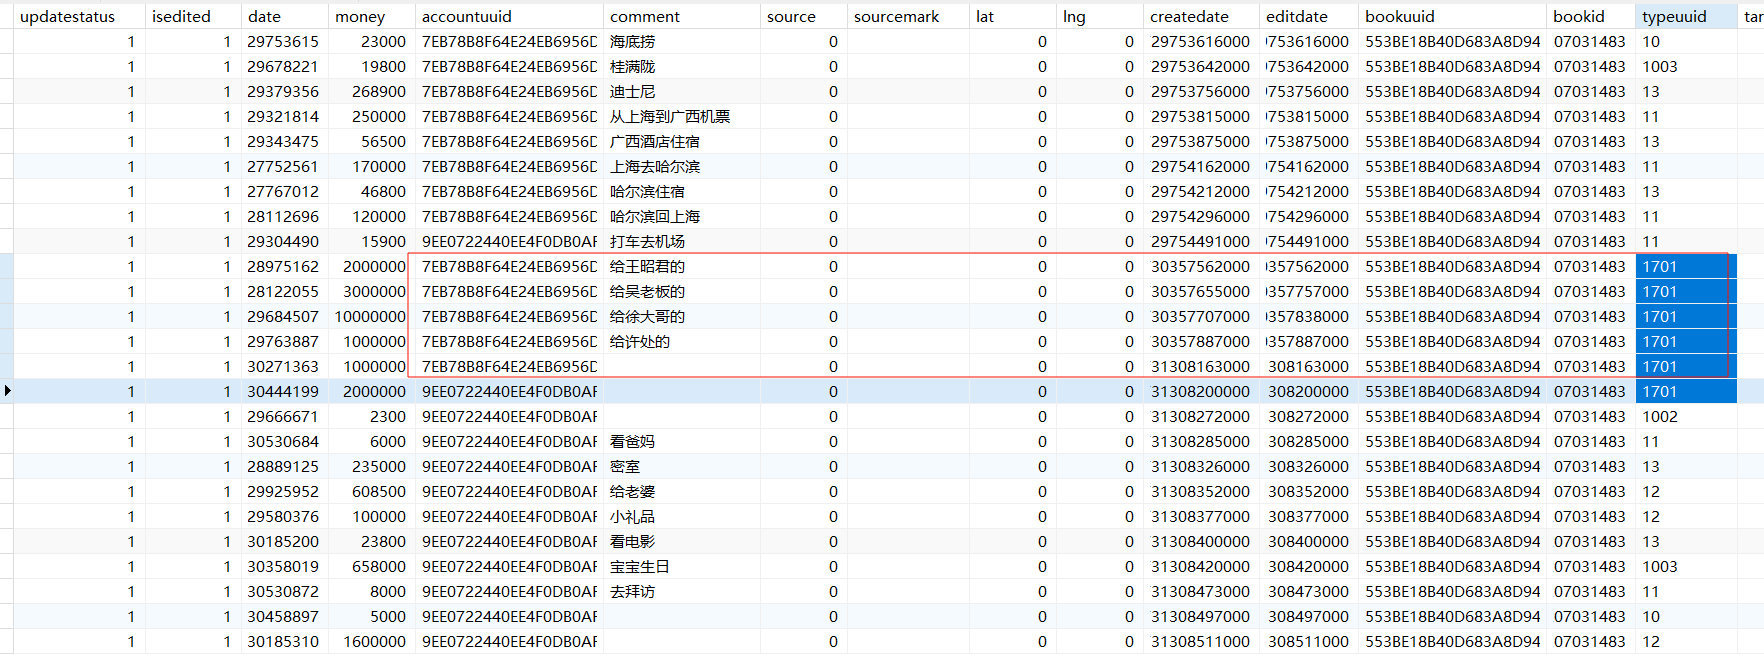 updatestatus isedited date money accountuuid comment source sourcemark lat lng createdate editdate bookuuid bookid typeuuid tar
1 1 29753615 23000 7EB78B8F64E24EB6956D 海底捞 0 0 0 29753616000 9753616000 553BE18B40D683A8D94 07031483 10
1 1 29678221 19800 7EB78B8F64E24EB6956D 桂满陇 0 0 0 29753642000 9753642000 553BE18B40D683A8D94 07031483 1003
1 1 29379356 268900 7EB78B8F64E24EB6956D 迪士尼 0 0 0 29753756000 9753756000 553BE18B40D683A8D94 07031483 13
1 1 29321814 250000 7EB78B8F64E24EB6956D 从上海到广西机票 0 0 0 29753815000 9753815000 553BE18B40D683A8D94 07031483 11
1 1 29343475 56500 7EB78B8F64E24EB6956D 广西酒店住宿 0 0 0 29753875000 9753875000 553BE18B40D683A8D94 07031483 13
1 1 27752561 170000 7EB78B8F64E24EB6956D 上海去哈尔滨 0 0 0 29754162000 9754162000 553BE18B40D683A8D94 07031483 11
1 1 27767012 46800 7EB78B8F64E24EB6956D 哈尔滨住宿 0 0 0 29754212000 9754212000 553BE18B40D683A8D94 07031483 13
1 1 28112696 120000 7EB78B8F64E24EB6956D 哈尔滨回上海 0 0 0 29754296000 9754296000 553BE18B40D683A8D94 07031483 11
1 1 29304490 15900 9EE0722440EE4F0DB0AF 打车去机场 0 0 0 29754491000 9754491000 553BE18B40D683A8D94 07031483 11
1 1 28975162 2000000 7EB78B8F64E24EB6956D 给王昭君的 0 0 0 30357562000 0357562000 553BE18B40D683A8D94 07031483 1701
1 1 28122055 3000000 7EB78B8F64E24EB6956D 给吴老板的 0 0 0 30357655000 0357757000 553BE18B40D683A8D94 07031483 1701
1 1 29684507 10000000 7EB78B8F64E24EB6956D 给徐大哥的 0 0 0 30357707000 0357838000 553BE18B40D683A8D94 07031483 1701
1 1 29763887 1000000 7EB78B8F64E24EB6956D 给许处的 0 0 0 30357887000 0357887000 553BE18B40D683A8D94 07031483 1701
1 1 30271363 1000000 7EB78B8F64E24EB6956D 0 0 0 31308163000 308163000 553BE18B40D683A8D94 07031483 1701
1 1 30444199 2000000 9EE0722440EE4F0DB0AF 0 0 0 31308200000 308200000 553BE18B40D683A8D94 07031483 1701
1 1 29666671 2300 9EE0722440EE4F0DB0AF 0 0 0 31308272000 308272000 553BE18B40D683A8D94 07031483 1002
1 1 30530684 6000 9EE0722440EE4F0DB0AF 看爸妈 0 0 0 31308285000 308285000 553BE18B40D683A8D94 07031483 11
1 1 28889125 235000 9EE0722440EE4F0DB0AF 密室 0 0 0 31308326000 308326000 553BE18B40D683A8D94 07031483 13
1 1 29925952 608500 9EE0722440EE4F0DB0AF 给老婆 0 0 0 31308352000 308352000 553BE18B40D683A8D94 07031483 12
1 1 29580376 100000 9EE0722440EE4F0DB0AF 小礼品 0 0 0 31308377000 308377000 553BE18B40D683A8D94 07031483 12
1 1 30185200 23800 9EE0722440EE4F0DB0AF 看电影 0 0 0 31308400000 308400000 553BE18B40D683A8D94 07031483 13
1 1 30358019 658000 9EE0722440EE4F0DB0AF 宝宝生日 0 0 0 31308420000 308420000 553BE18B40D683A8D94 07031483 1003
1 1 30530872 8000 9EE0722440EE4F0DB0AF 去拜访 0 0 0 31308473000 308473000 553BE18B40D683A8D94 07031483 11
1 1 30458897 5000 9EE0722440EE4F0DB0AF 0 0 0 31308497000 308497000 553BE18B40D683A8D94 07031483 10
1 1 30185310 1600000 9EE0722440EE4F0DB0AF 0 0 0 31308511000 308511000 553BE18B40D683A8D94 07031483 12